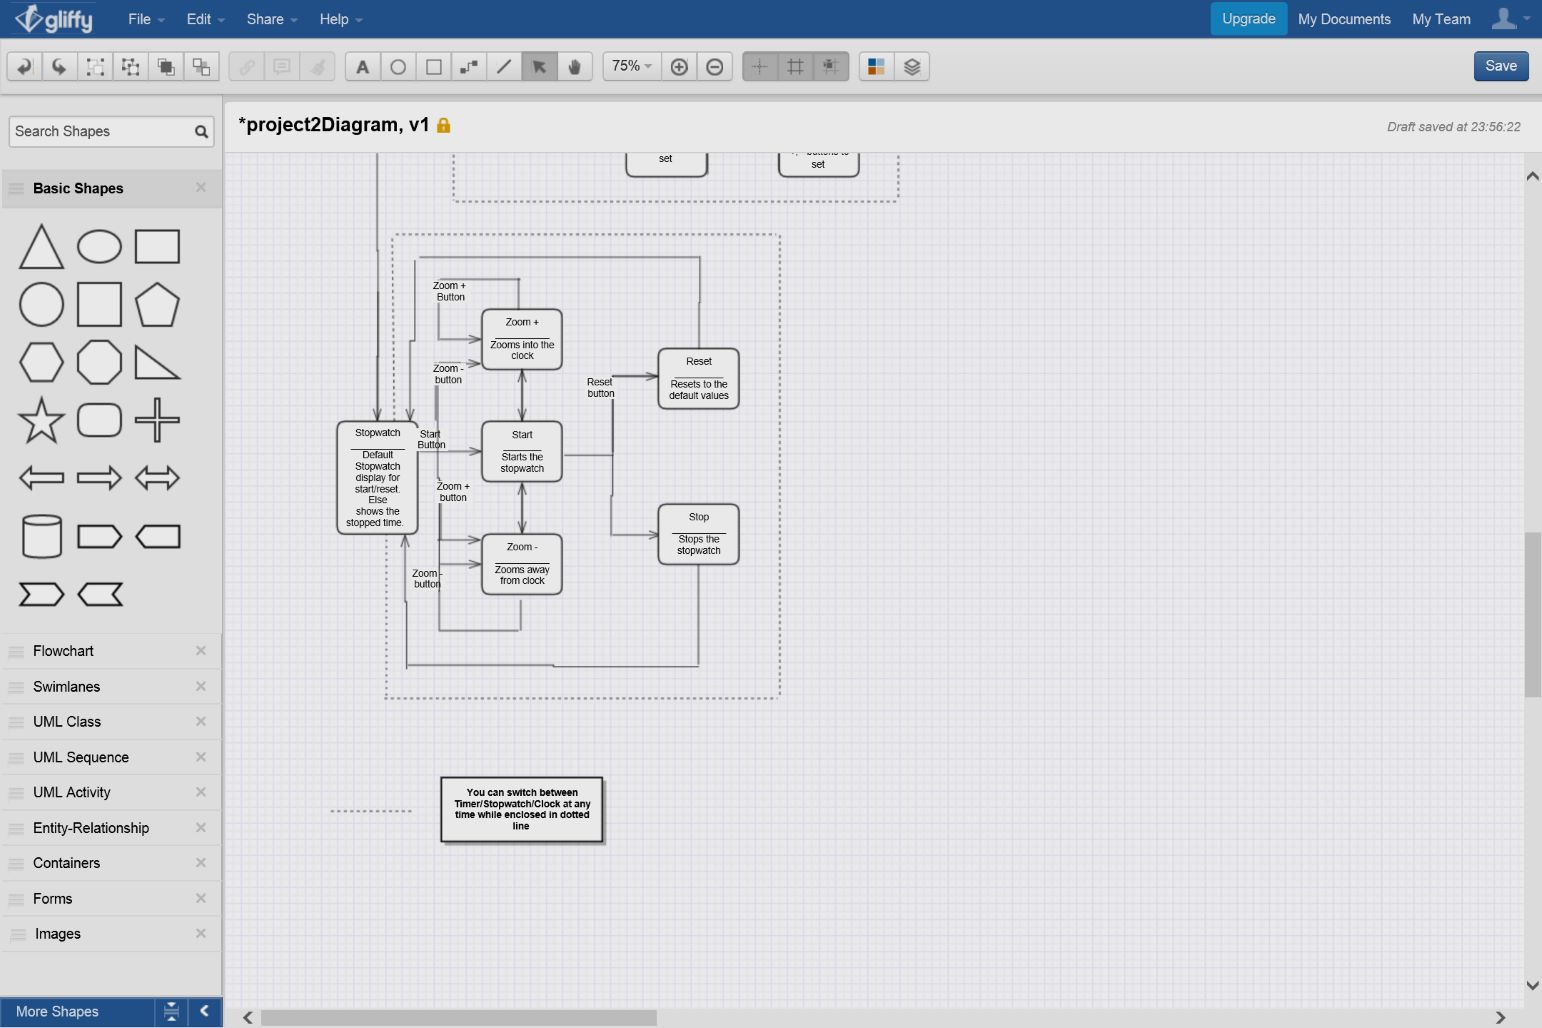 gliffy
File Edit Share Help
Upgrade My Documents My Team
A 75% Save
Search Shapes
*project2Diagram, v1
Draft saved at 23:56:22
Basic Shapes
Flowchart
Swimlanes
UML Class
UML Sequence
UML Activity
Entity-Relationship
Containers
Forms
Images
More Shapes
set
buttons to
set
Zoom +
Button
Zoom +
Zooms into the
clock
Zoom -
button
Reset
button
Reset
Resets to the
default values
Stopwatch
Default
Stopwatch
display for
start/reset.
Else
shows the
stopped time.
Start
Button
Start
Starts the
stopwatch
Zoom +
button
Stop
Stops the
stopwatch
Zoom -
Zooms away
from clock
Zoom -
button
You can switch between
Timer/Stopwatch/Clock at any
time while enclosed in dotted
line